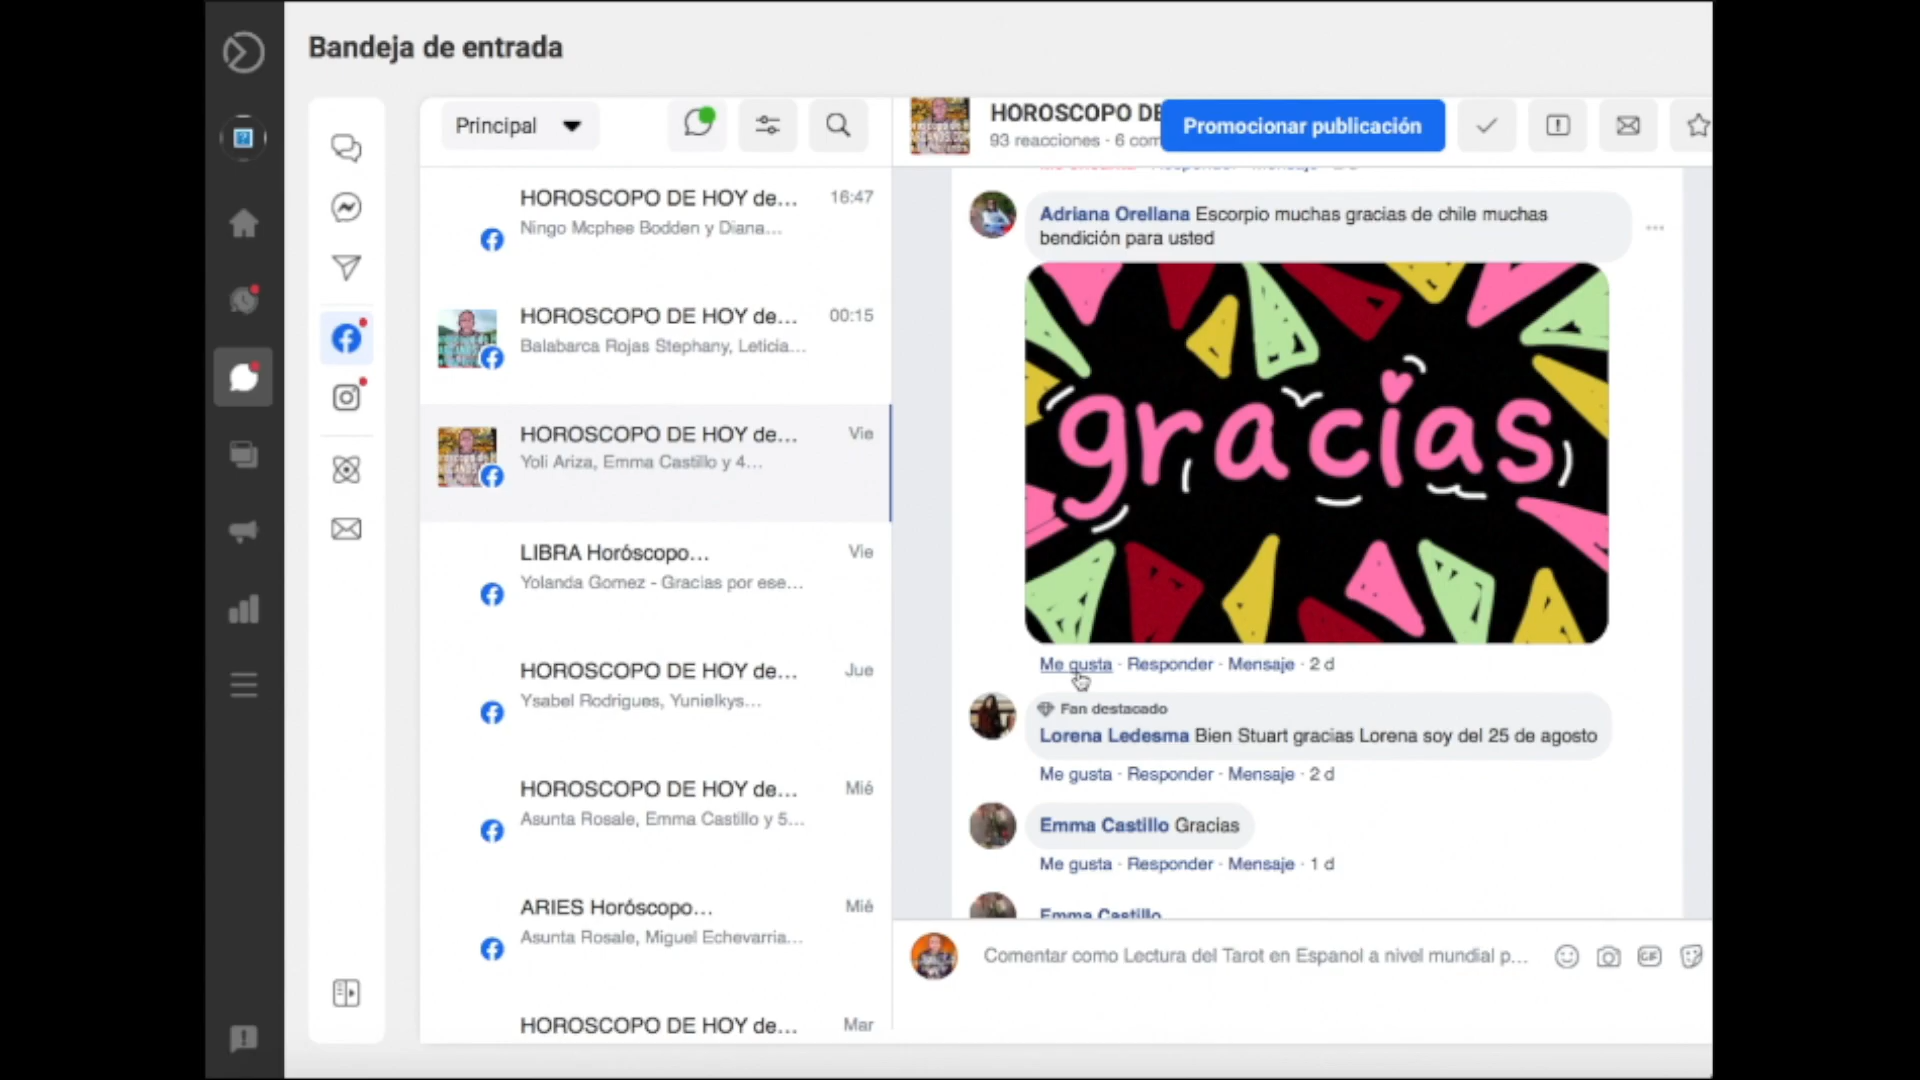 Bandeja de entrada
Principal
HOROSCOPO DE HOY de...
16:47
Ningo Mcphee Bodden y Diana...
HOROSCOPO DE HOY de...
00:15
Balabarca Rojas Stephany, Leticia...
HOROSCOPO DE HOY de...
Vie
Yoli Ariza, Emma Castillo y 4...
LIBRA Horóscopo...
Vie
Yolanda Gomez - Gracias por ese...
HOROSCOPO DE HOY de...
Jue
Ysabel Rodrigues, Yunielkys...
HOROSCOPO DE HOY de...
Mié
Asunta Rosale, Emma Castillo y 5...
ARIES Horóscopo...
Mié
Asunta Rosale, Miguel Echevarria...
HOROSCOPO DE HOY de...
Mar
HOROSCOPO DE
93 reacciones · 6 com
Promocionar publicación
Adriana Orellana Escorpio muchas gracias de chile muchas
bendición para usted
gracias
Me gusta · Responder · Mensaje · 2 d
Fan destacado
Lorena Ledesma Bien Stuart gracias Lorena soy del 25 de agosto
Me gusta · Responder · Mensaje · 2 d
Emma Castillo Gracias
Me gusta · Responder · Mensaje · 1 d
Emma Castillo
Comentar como Lectura del Tarot en Espanol a nivel mundial p...
GIF